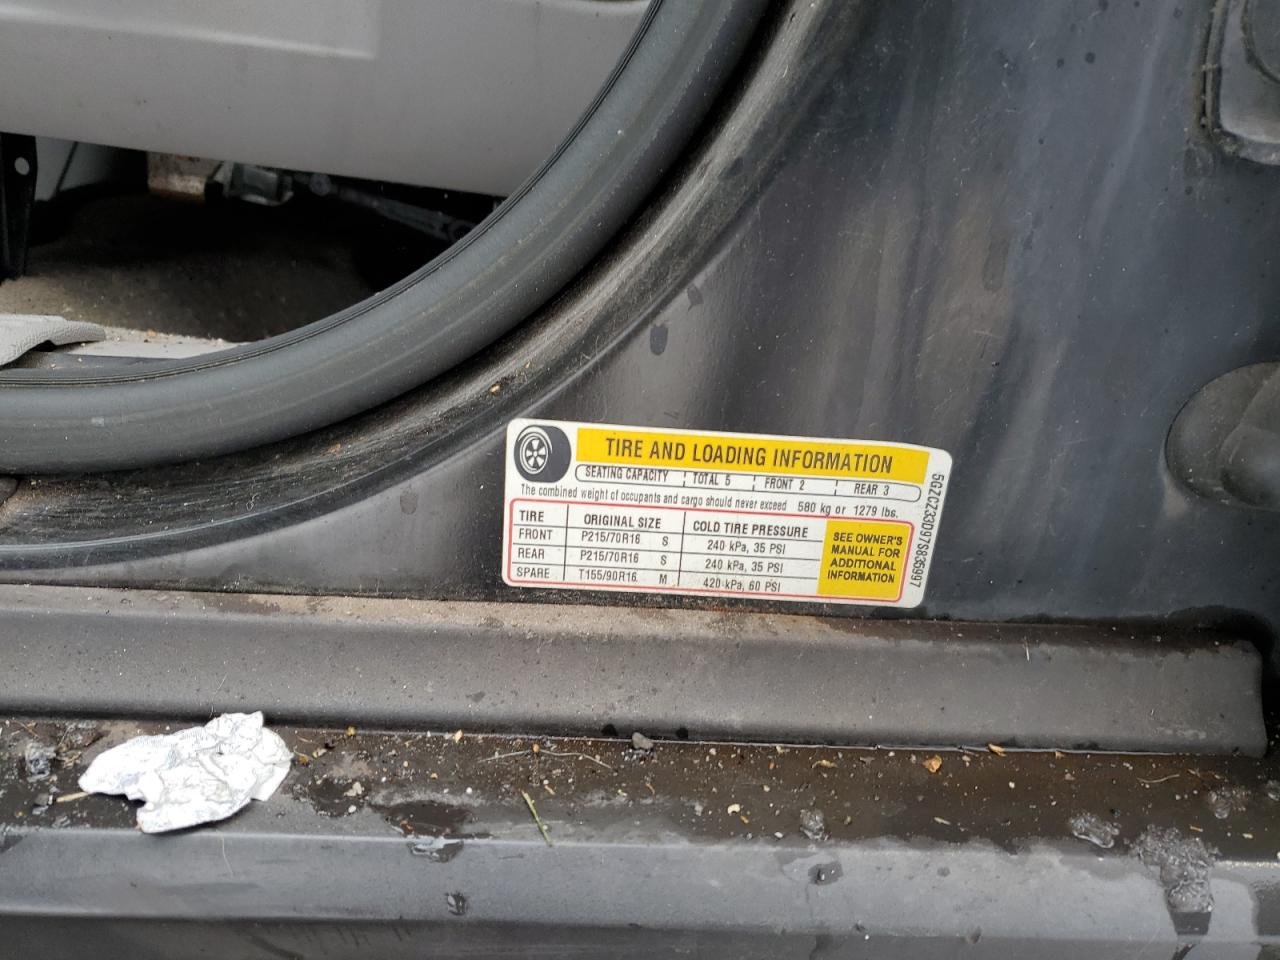 TIRE AND LOADING INFORMATION
SEATING CAPACITY TOTAL 5 FRONT 2 REAR 3
The combined weight of occupants and cargo should never exceed 580 kg or 1279 lbs.
TIRE ORIGINAL SIZE COLD TIRE PRESSURE
FRONT P215/70R16 S 240 kPa, 35 PSI
REAR P215/70R16 S 240 kPa, 35 PSI
SPARE T155/90R16 M 420 kPa, 60 PSI
SEE OWNER'S
MANUAL FOR
ADDITIONAL
INFORMATION
5GZCZ33D97S835997